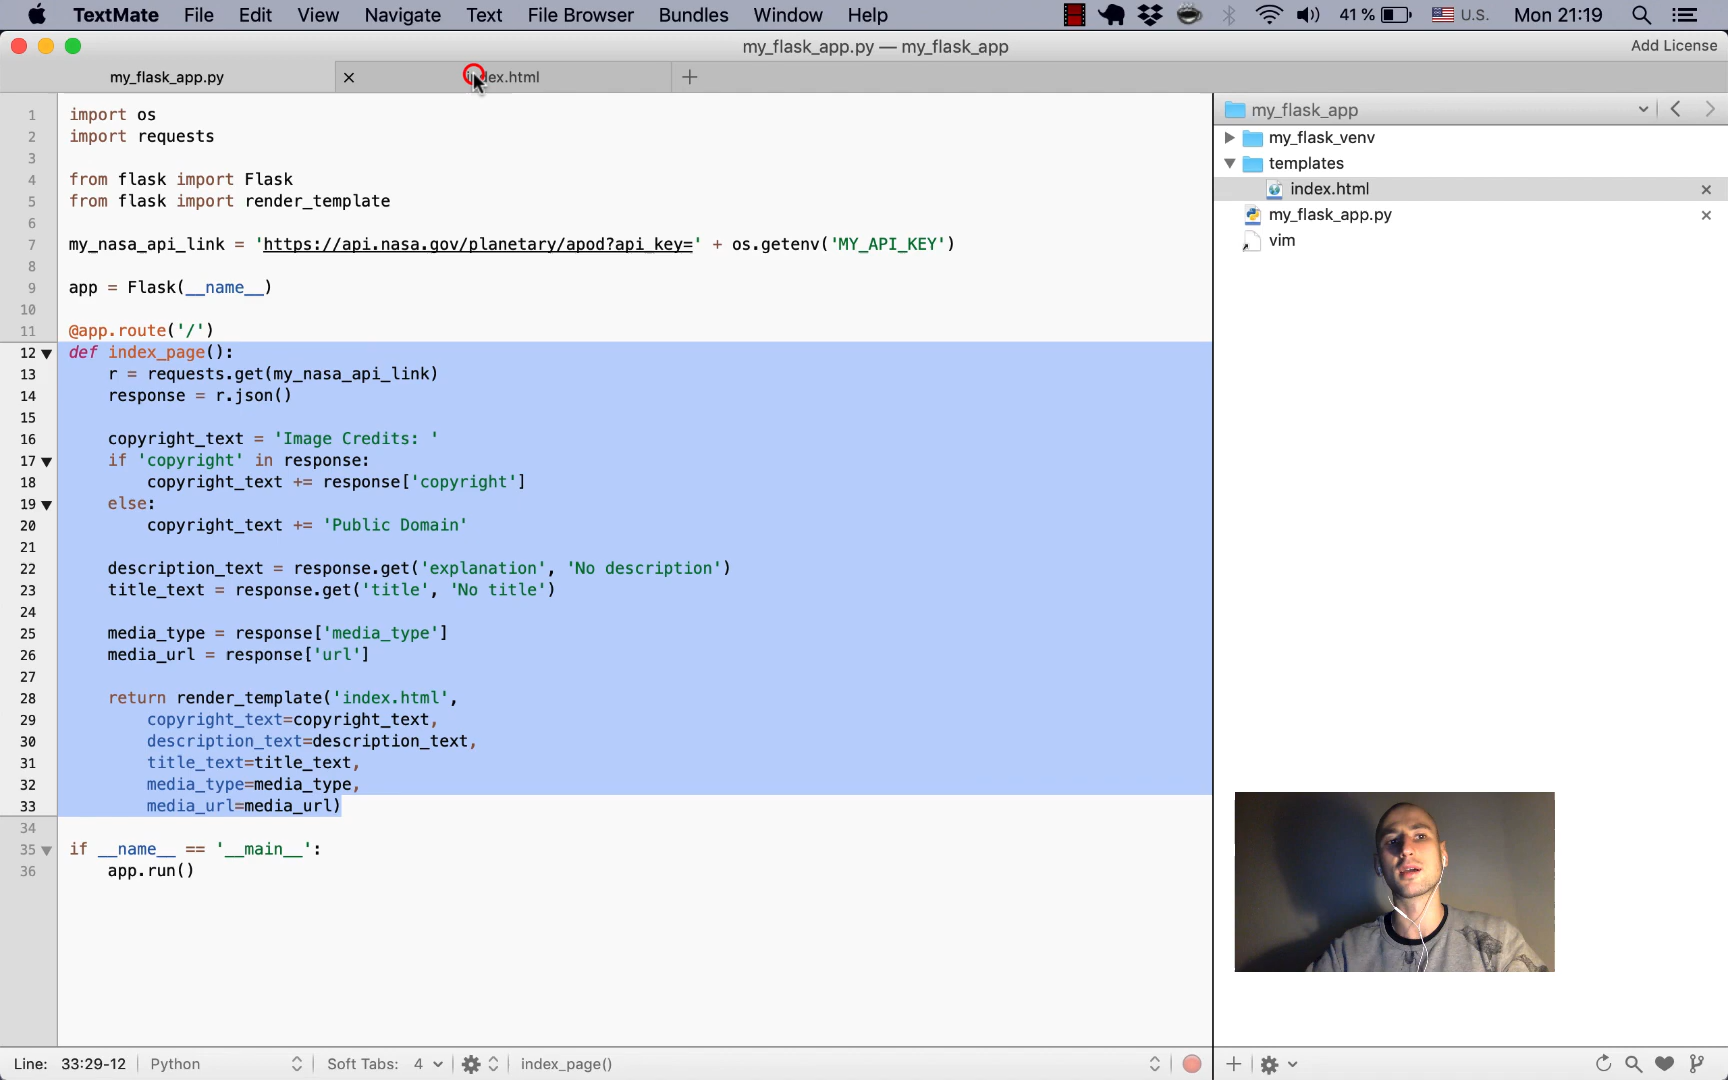 TextMate File Edit View Navigate Text File Browser Bundles Window Help 41 % U.S. Mon 21:19
my_flask_app.py — my_flask_app Add License
my_flask_app.py
my_flask_app
1 import os
2 import requests
3
4 from flask import Flask
5 from flask import render_template
6
7 my_nasa_api_link = 'https://api.nasa.gov/planetary/apod?api_key=' + os.getenv('MY_API_KEY')
8
9 app = Flask(__name__)
10
11 @app.route('/')
12 def index_page():
13 r = requests.get(my_nasa_api_link)
14 response = r.json()
15
16 copyright_text = 'Image Credits: '
17 if 'copyright' in response:
18 copyright_text += response['copyright']
19 else:
20 copyright_text += 'Public Domain'
21
22 description_text = response.get('explanation', 'No description')
23 title_text = response.get('title', 'No title')
24
25 media_type = response['media_type']
26 media_url = response['url']
27
28 return render_template('index.html',
29 copyright_text=copyright_text,
30 description_text=description_text,
31 title_text=title_text,
32 media_type=media_type,
33 media_url=media_url)
34
35 if __name__ == '__main__':
36 app.run()
my_flask_venv
templates
index.html
my_flask_app.py
vim
Line: 33:29-12 Python Soft Tabs: 4 index_page()